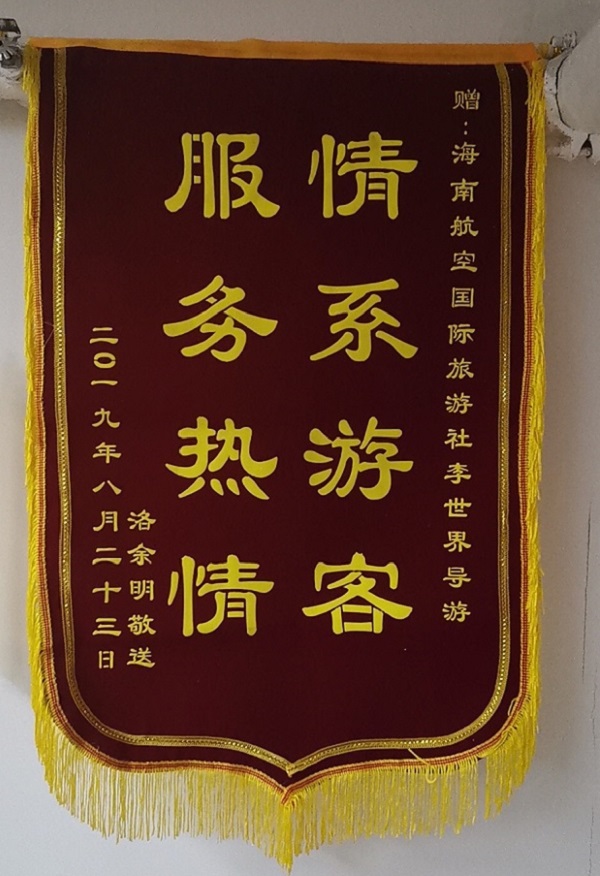 赠：海南航空国际旅游社李世界导游
情系游客
服务热情
洛余明敬送
二〇一九年八月二十三日